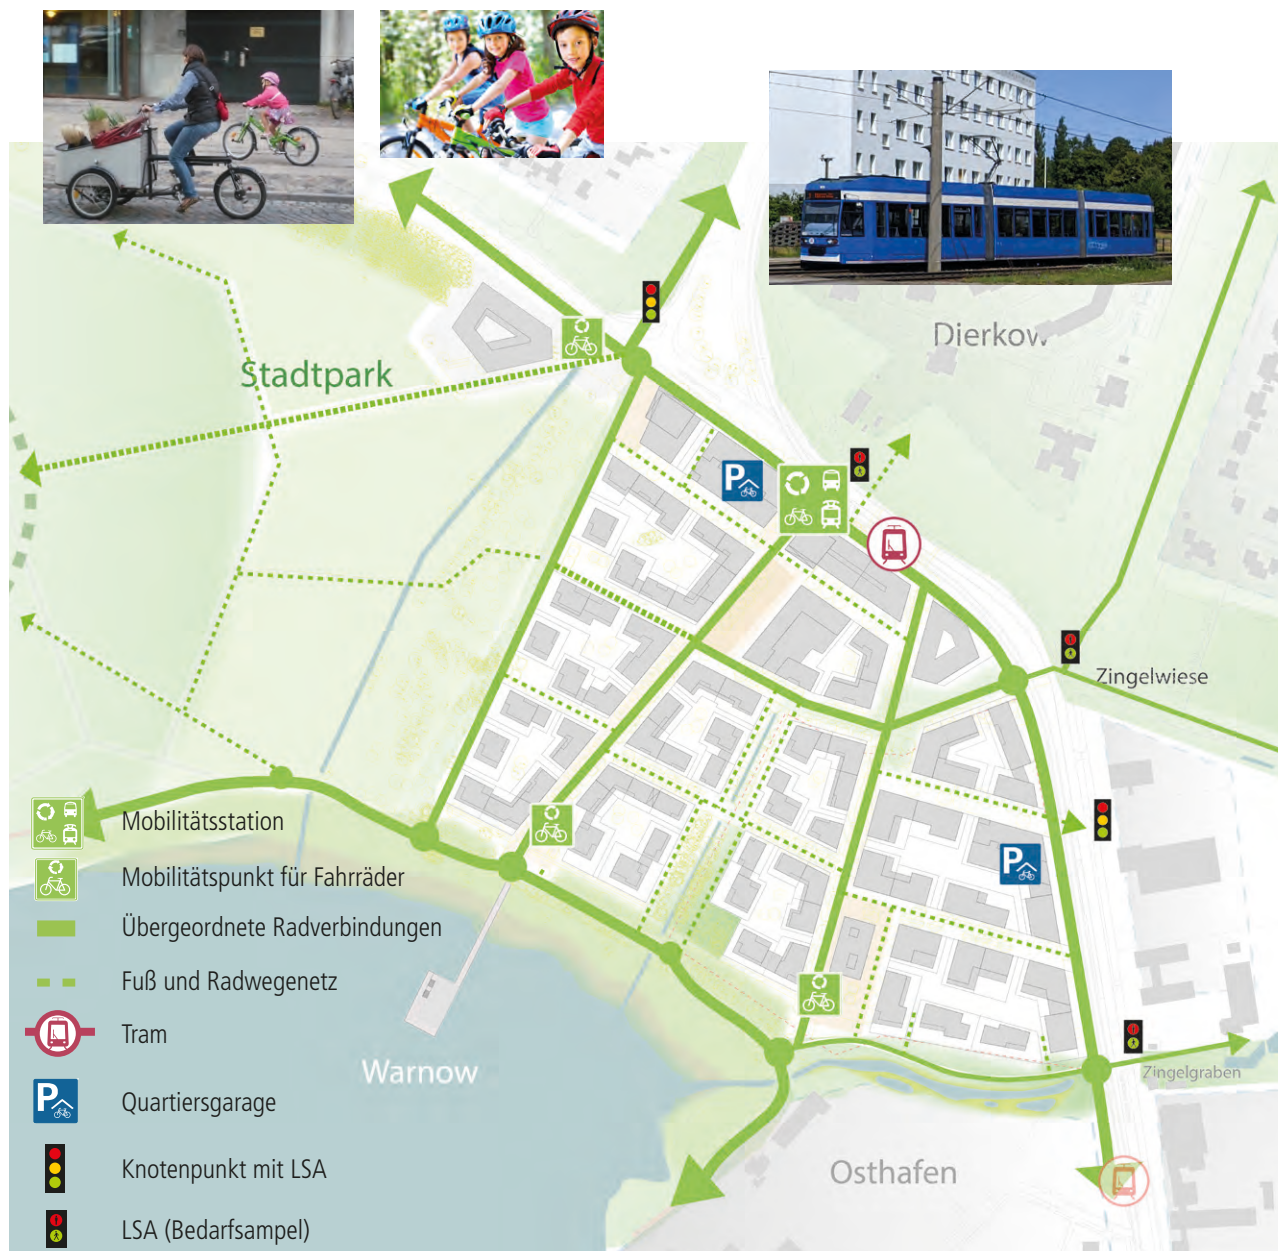 Dierkow
Stadtpark
P
Zingelwiese
P
Mobilitätsstation
Mobilitätspunkt für Fahrräder
Übergeordnete Radverbindungen
Fuß und Radwegenetz
Tram
Warnow
Zingelgraben
P
Quartiersgarage
Knotenpunkt mit LSA
Osthafen
LSA (Bedarfsampel)